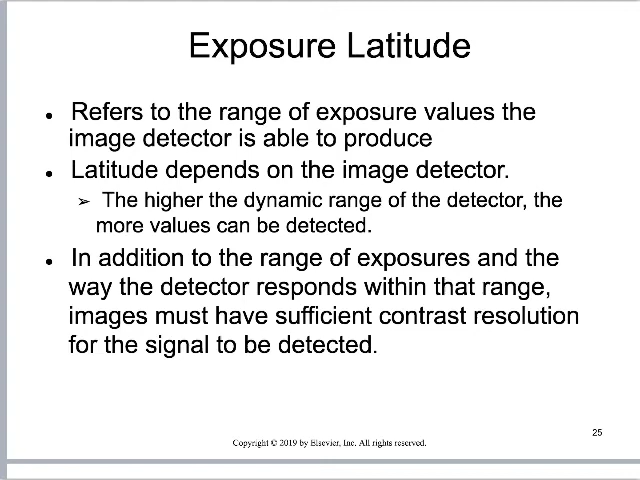 Exposure Latitude
● Refers to the range of exposure values the
image detector is able to produce
● Latitude depends on the image detector.
➢ The higher the dynamic range of the detector, the
more values can be detected.
● In addition to the range of exposures and the
way the detector responds within that range,
images must have sufficient contrast resolution
for the signal to be detected.
25
Copyright © 2019 by Elsevier, Inc. All rights reserved.